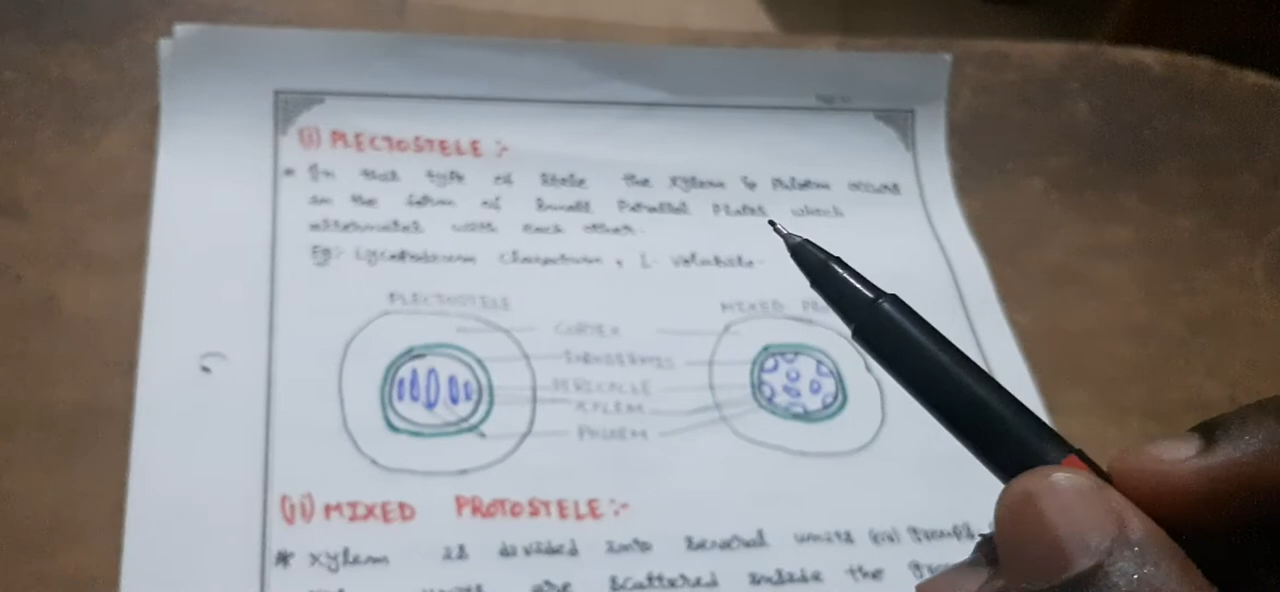 (i) PLECTOSTELE :-
* In this type of stele the xylem & phloem occurs
in the form of small Parallel Plates which
alternates with each other.
Eg:- Lycopodium clavatum, L. volubile
PLECTOSTELE
MIXED PRO
CORTEX
ENDODERMIS
PERICYCLE
XYLEM
PHLOEM
(ii) MIXED PROTOSTELE :-
* Xylem is divided into several units (or) groups
are scattered inside the